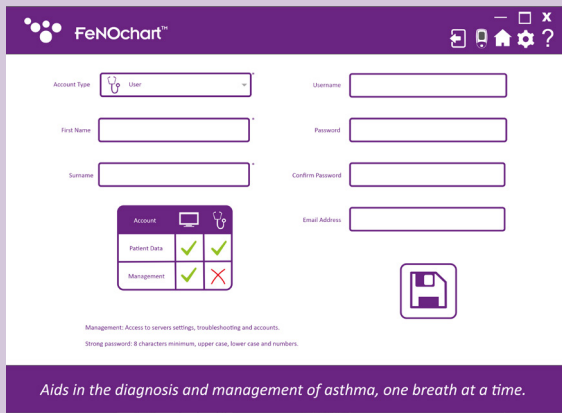 FeNOchart™
X
?
Account Type
User
*
Username
First Name
*
Password
Surname
*
Confirm Password
Account
Email Address
Patient Data
Management
Management: Access to servers settings, troubleshooting and accounts.
Strong password: 8 characters minimum, upper case, lower case and numbers.
Aids in the diagnosis and management of asthma, one breath at a time.